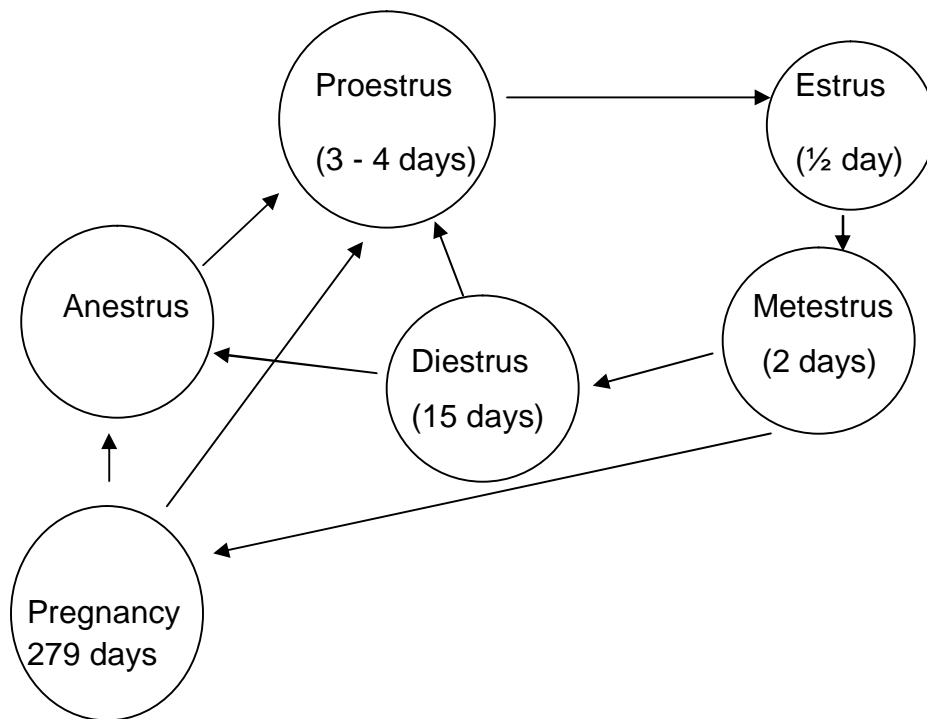 Proestrus
(3 - 4 days)
Estrus
(½ day)
Anestrus
Metestrus
(2 days)
Diestrus
(15 days)
Pregnancy
279 days